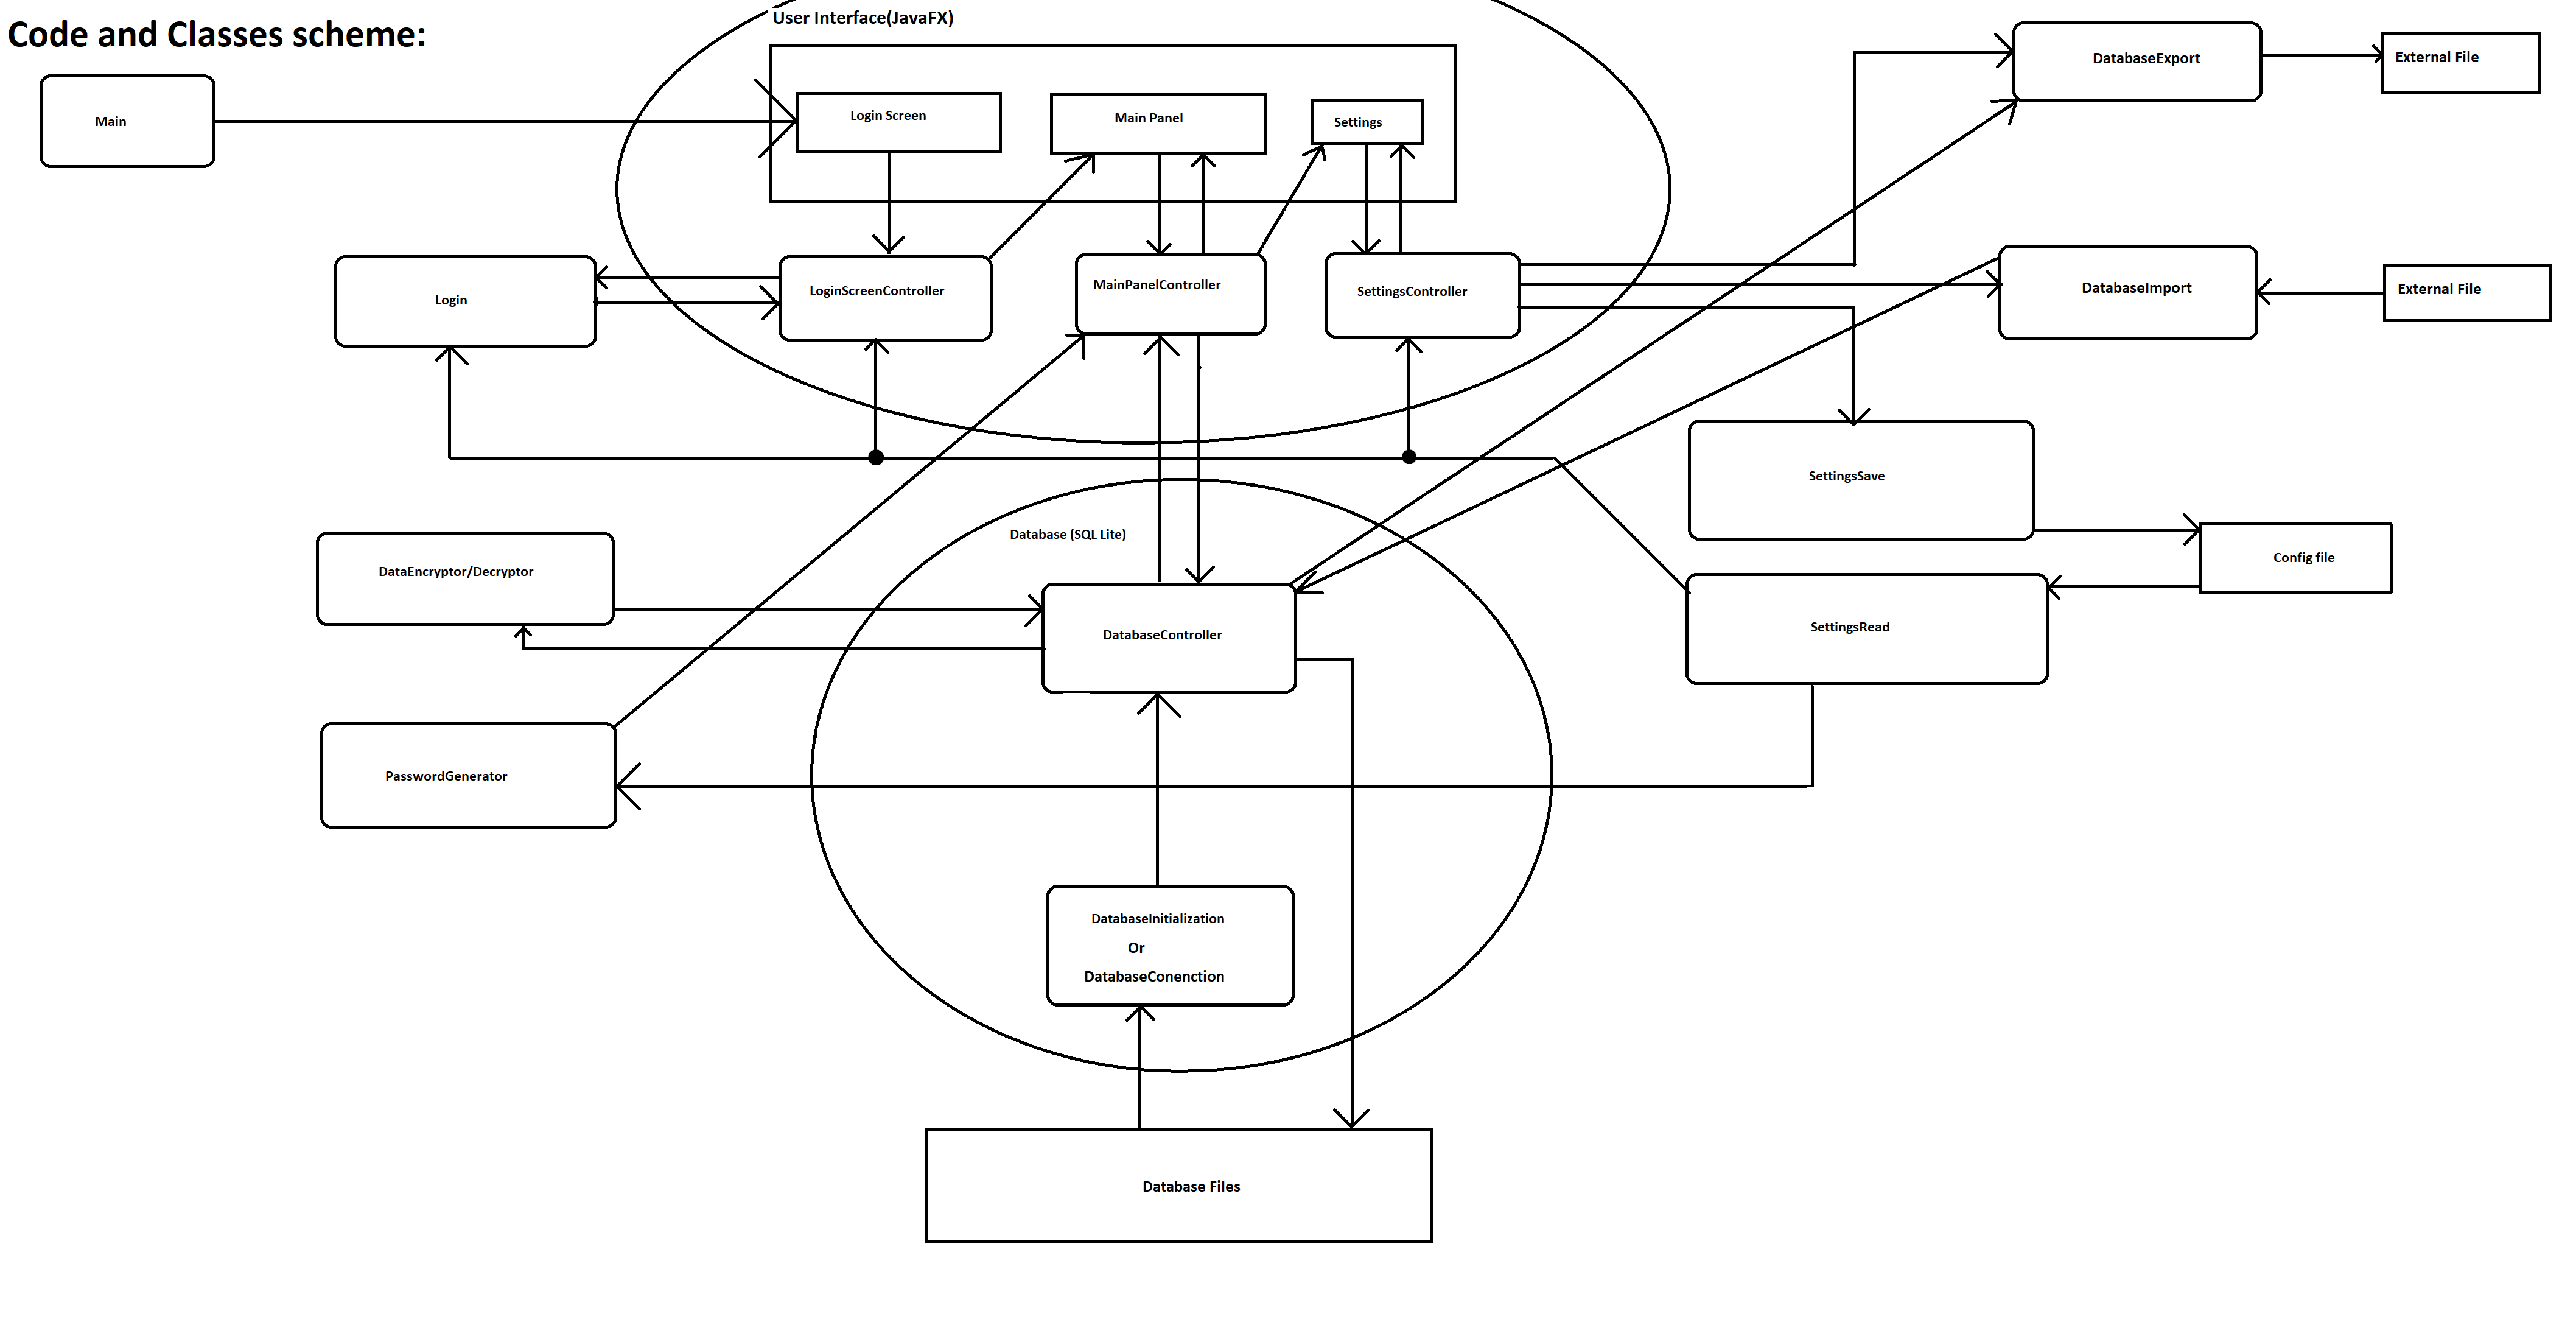 Code and Classes scheme:
User Interface(JavaFX)
Main
Login Screen
Main Panel
Settings
DatabaseExport
External File
Login
LoginScreenController
MainPanelController
SettingsController
DatabaseImport
External File
SettingsSave
Database (SQL Lite)
DataEncryptor/Decryptor
Config file
DatabaseController
SettingsRead
PasswordGenerator
DatabaseInitialization
Or
DatabaseConenction
Database Files